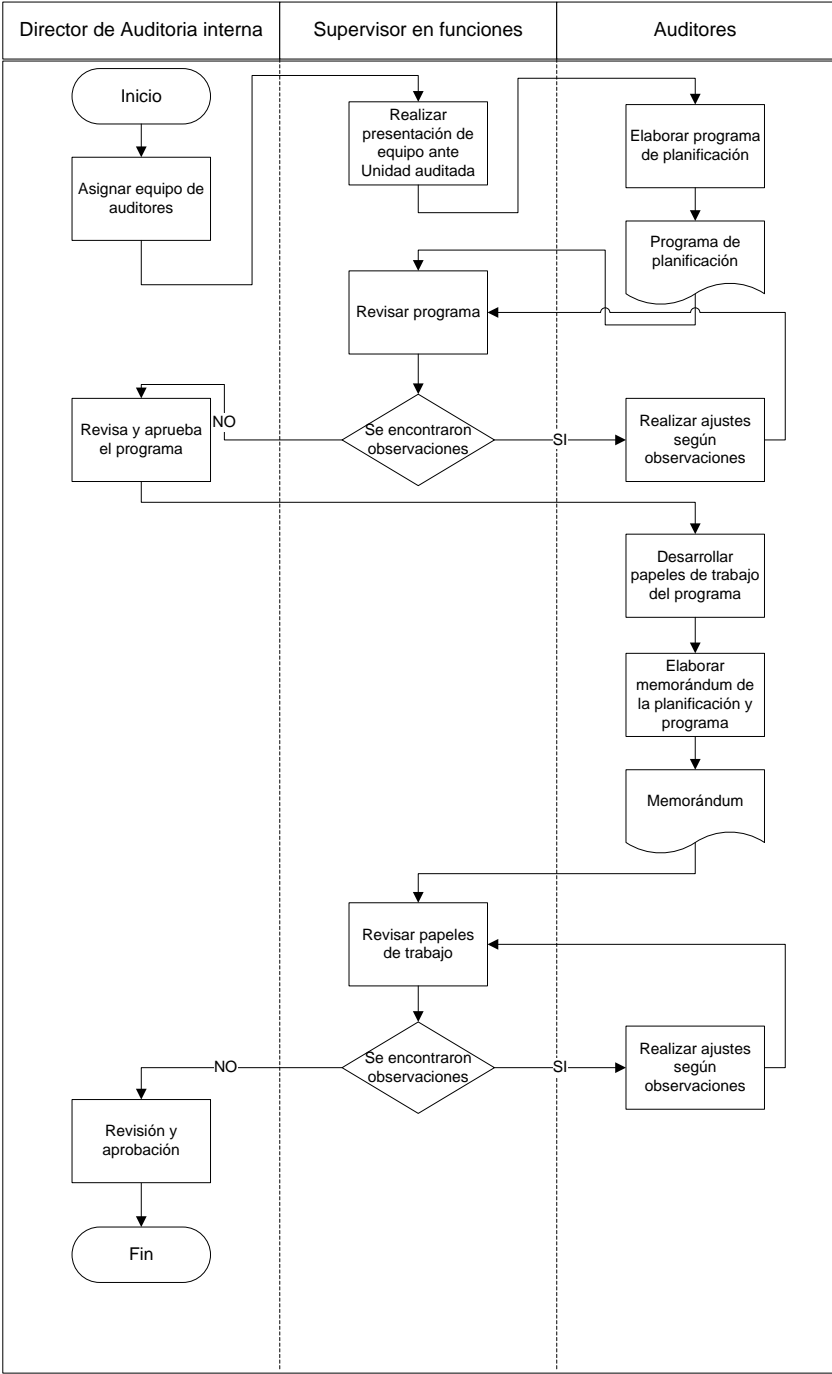 Director de Auditoria interna
Supervisor en funciones
Auditores
Inicio
Asignar equipo de
auditores
Realizar
presentación de
equipo ante
Unidad auditada
Elaborar programa
de planificación
Programa de
planificación
Revisar programa
Se encontraron
observaciones
NO
SI
Revisa y aprueba
el programa
Realizar ajustes
según
observaciones
Desarrollar
papeles de trabajo
del programa
Elaborar
memorándum de
la planificación y
programa
Memorándum
Revisar papeles
de trabajo
Se encontraron
observaciones
NO
SI
Realizar ajustes
según
observaciones
Revisión y
aprobación
Fin